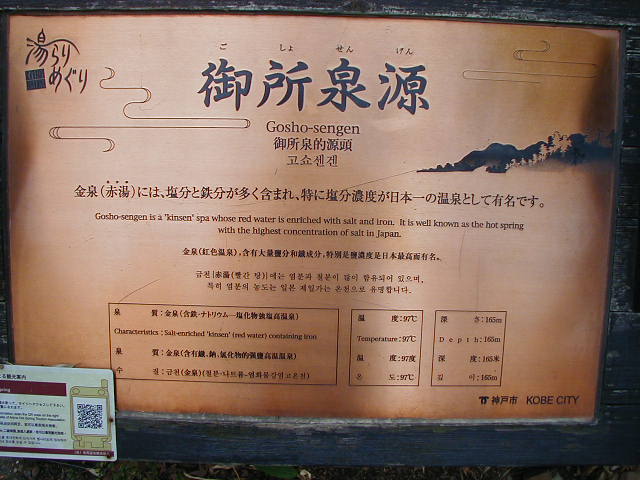 湯らり
めぐり
ごしょせんげん
御所泉源
Gosho-sengen
御所泉的源頭
고쇼센겐
金泉(赤湯)には、塩分と鉄分が多く含まれ、特に塩分濃度が日本一の温泉として有名です。
Gosho-sengen is a "kinsen" spa whose red water is enriched with salt and iron. It is well known as the hot spring
with the highest concentration of salt in Japan.
金泉(紅色溫泉),含有大量鹽分和鐵成分,特別是鹽濃度是日本最高而有名。
금천[赤湯(빨간 탕)]에는 염분과 철분이 많이 함유되어 있으며,
특히 염분의 농도는 일본 제일가는 온천으로 유명합니다.
泉質:金泉(含鉄・ナトリウム―塩化物強塩高温泉)
Characteristics : Salt-enriched "kinsen" (red water) containing iron
泉質:金泉(含有鐵、鈉、氯化物的強鹽高溫溫泉)
수질:금천(金泉)(철분-나트륨-염화물강염고온천)
温度:97℃
Temperature:97℃
溫度:97度
온도:97℃
深さ:165m
Depth:165m
深度:165米
깊이:165m
神戸市 KOBE CITY